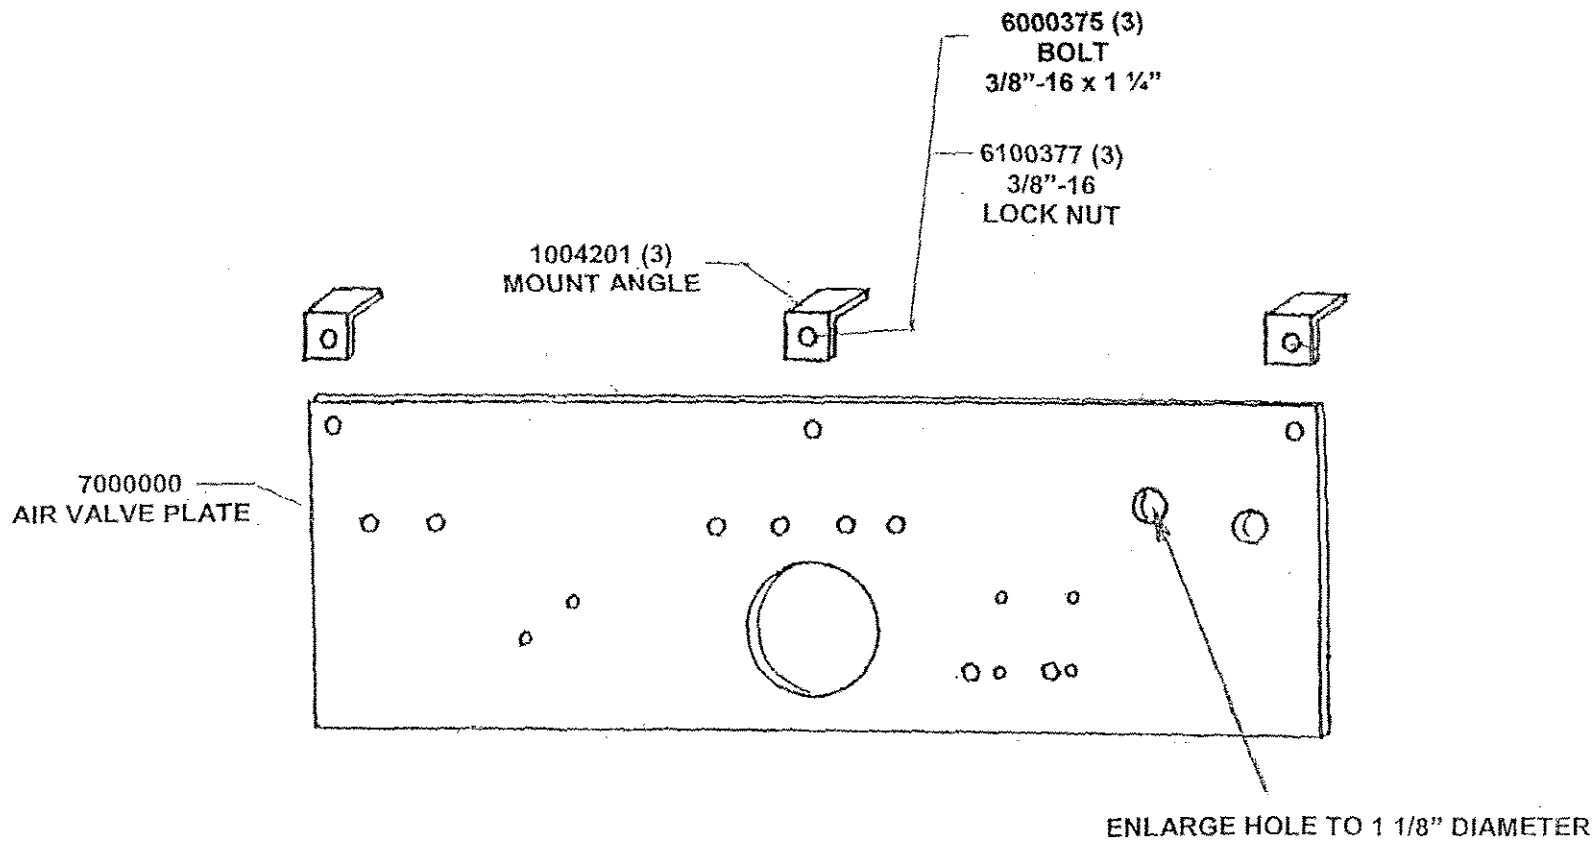 6000375 (3)
BOLT
3/8”-16 x 1 ¼”
6100377 (3)
3/8”-16
LOCK NUT
1004201 (3)
MOUNT ANGLE
7000000
AIR VALVE PLATE
ENLARGE HOLE TO 1 1/8” DIAMETER